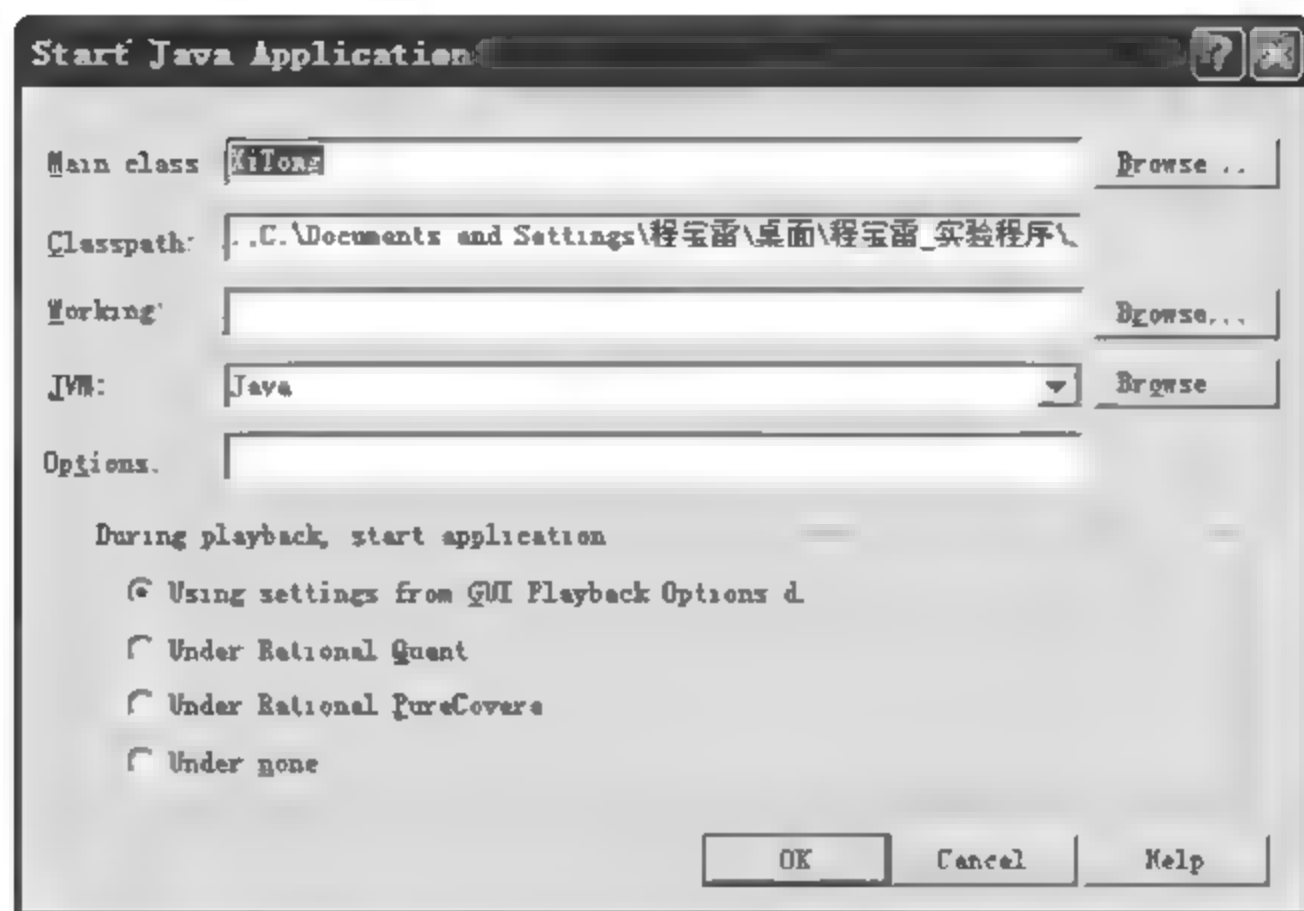 Start Java Application
Main class XiTong Browse ..
Classpath: .,C.\Documents and Settings\程宝雷\桌面\程宝雷_实验程序\.
Working: Browse...
JVM: Java Browse
Options.
During playback, start application
Using settings from GUI Playback Options d.
Under Rational Quant
Under Rational PureCovera
Under none
OK Cancel Help